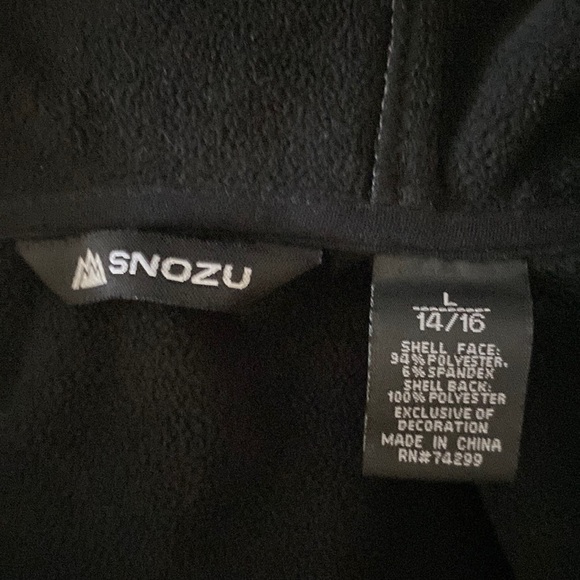 SNOZU
L
14/16
SHELL FACE:
94% POLYESTER,
6% SPANDEX
SHELL BACK:
100% POLYESTER
EXCLUSIVE OF
DECORATION
MADE IN CHINA
RN#74299